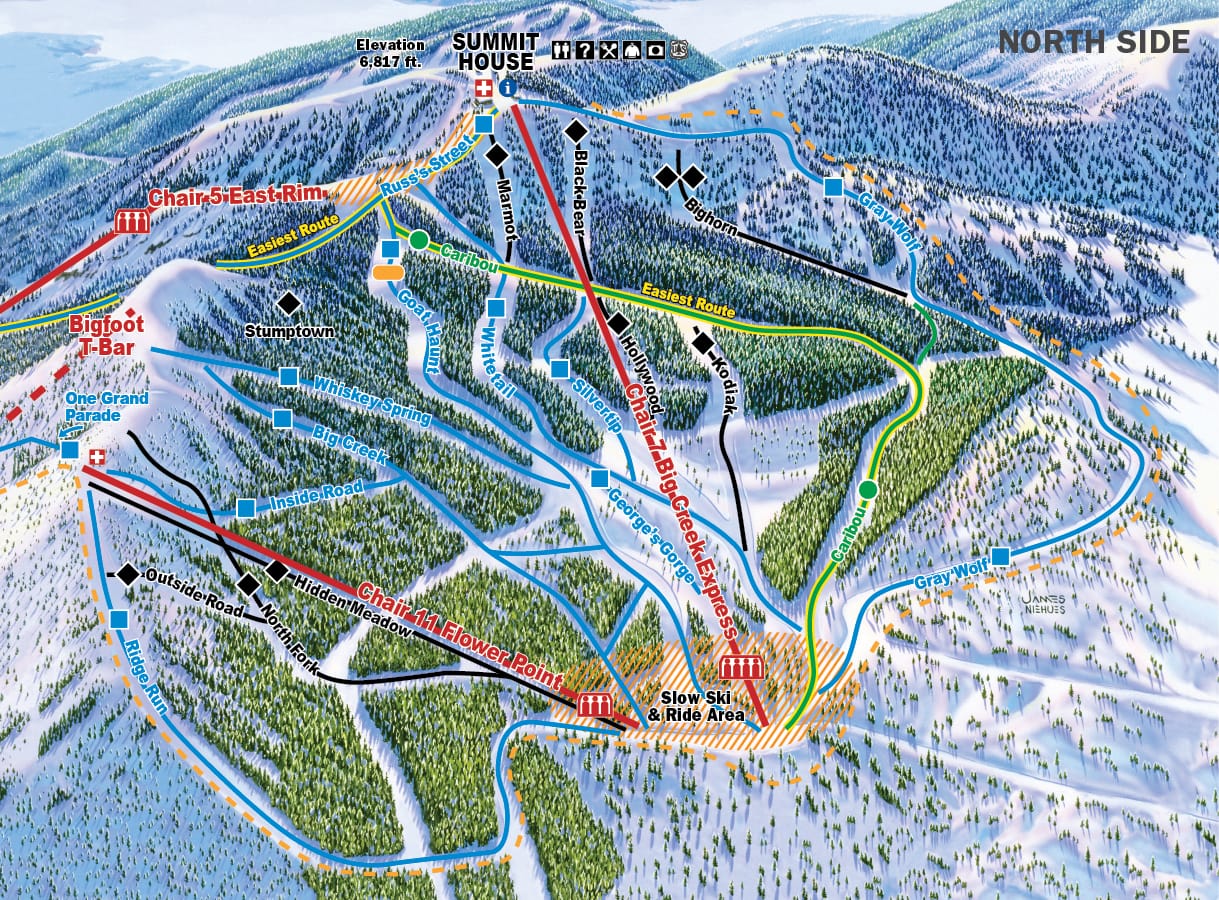 NORTH SIDE
Elevation
6,817 ft.
SUMMIT
HOUSE
?
i
Russ's Street
Marmot
Black Bear
Bighorn
Gray Wolf
Chair 5 East Rim
Easiest Route
Caribou
Easiest Route
Bigfoot
T-Bar
Stumptown
Goat Haunt
Whitetail
Silvertip
Hollywood
Kodiak
One Grand
Parade
Whiskey Spring
Big Creek
Inside Road
George's Gorge
Chair 7 Big Creek Express
Caribou
Gray Wolf
JAMES
NIEHUES
Outside Road
North Fork
Hidden Meadow
Chair 11 Flower Point
Ridge Run
Slow Ski
& Ride Area